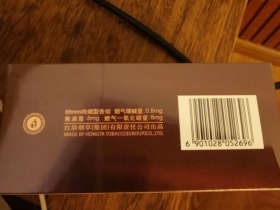 88mm烤烟型香烟 烟气烟碱量:0.8mg
焦油量:8mg 烟气一氧化碳量:8mg
红塔烟草(集团)有限责任公司出品
MADE BY HONGTA TOBACCO(GROUP)CO.,LTD.
6 901028 052696